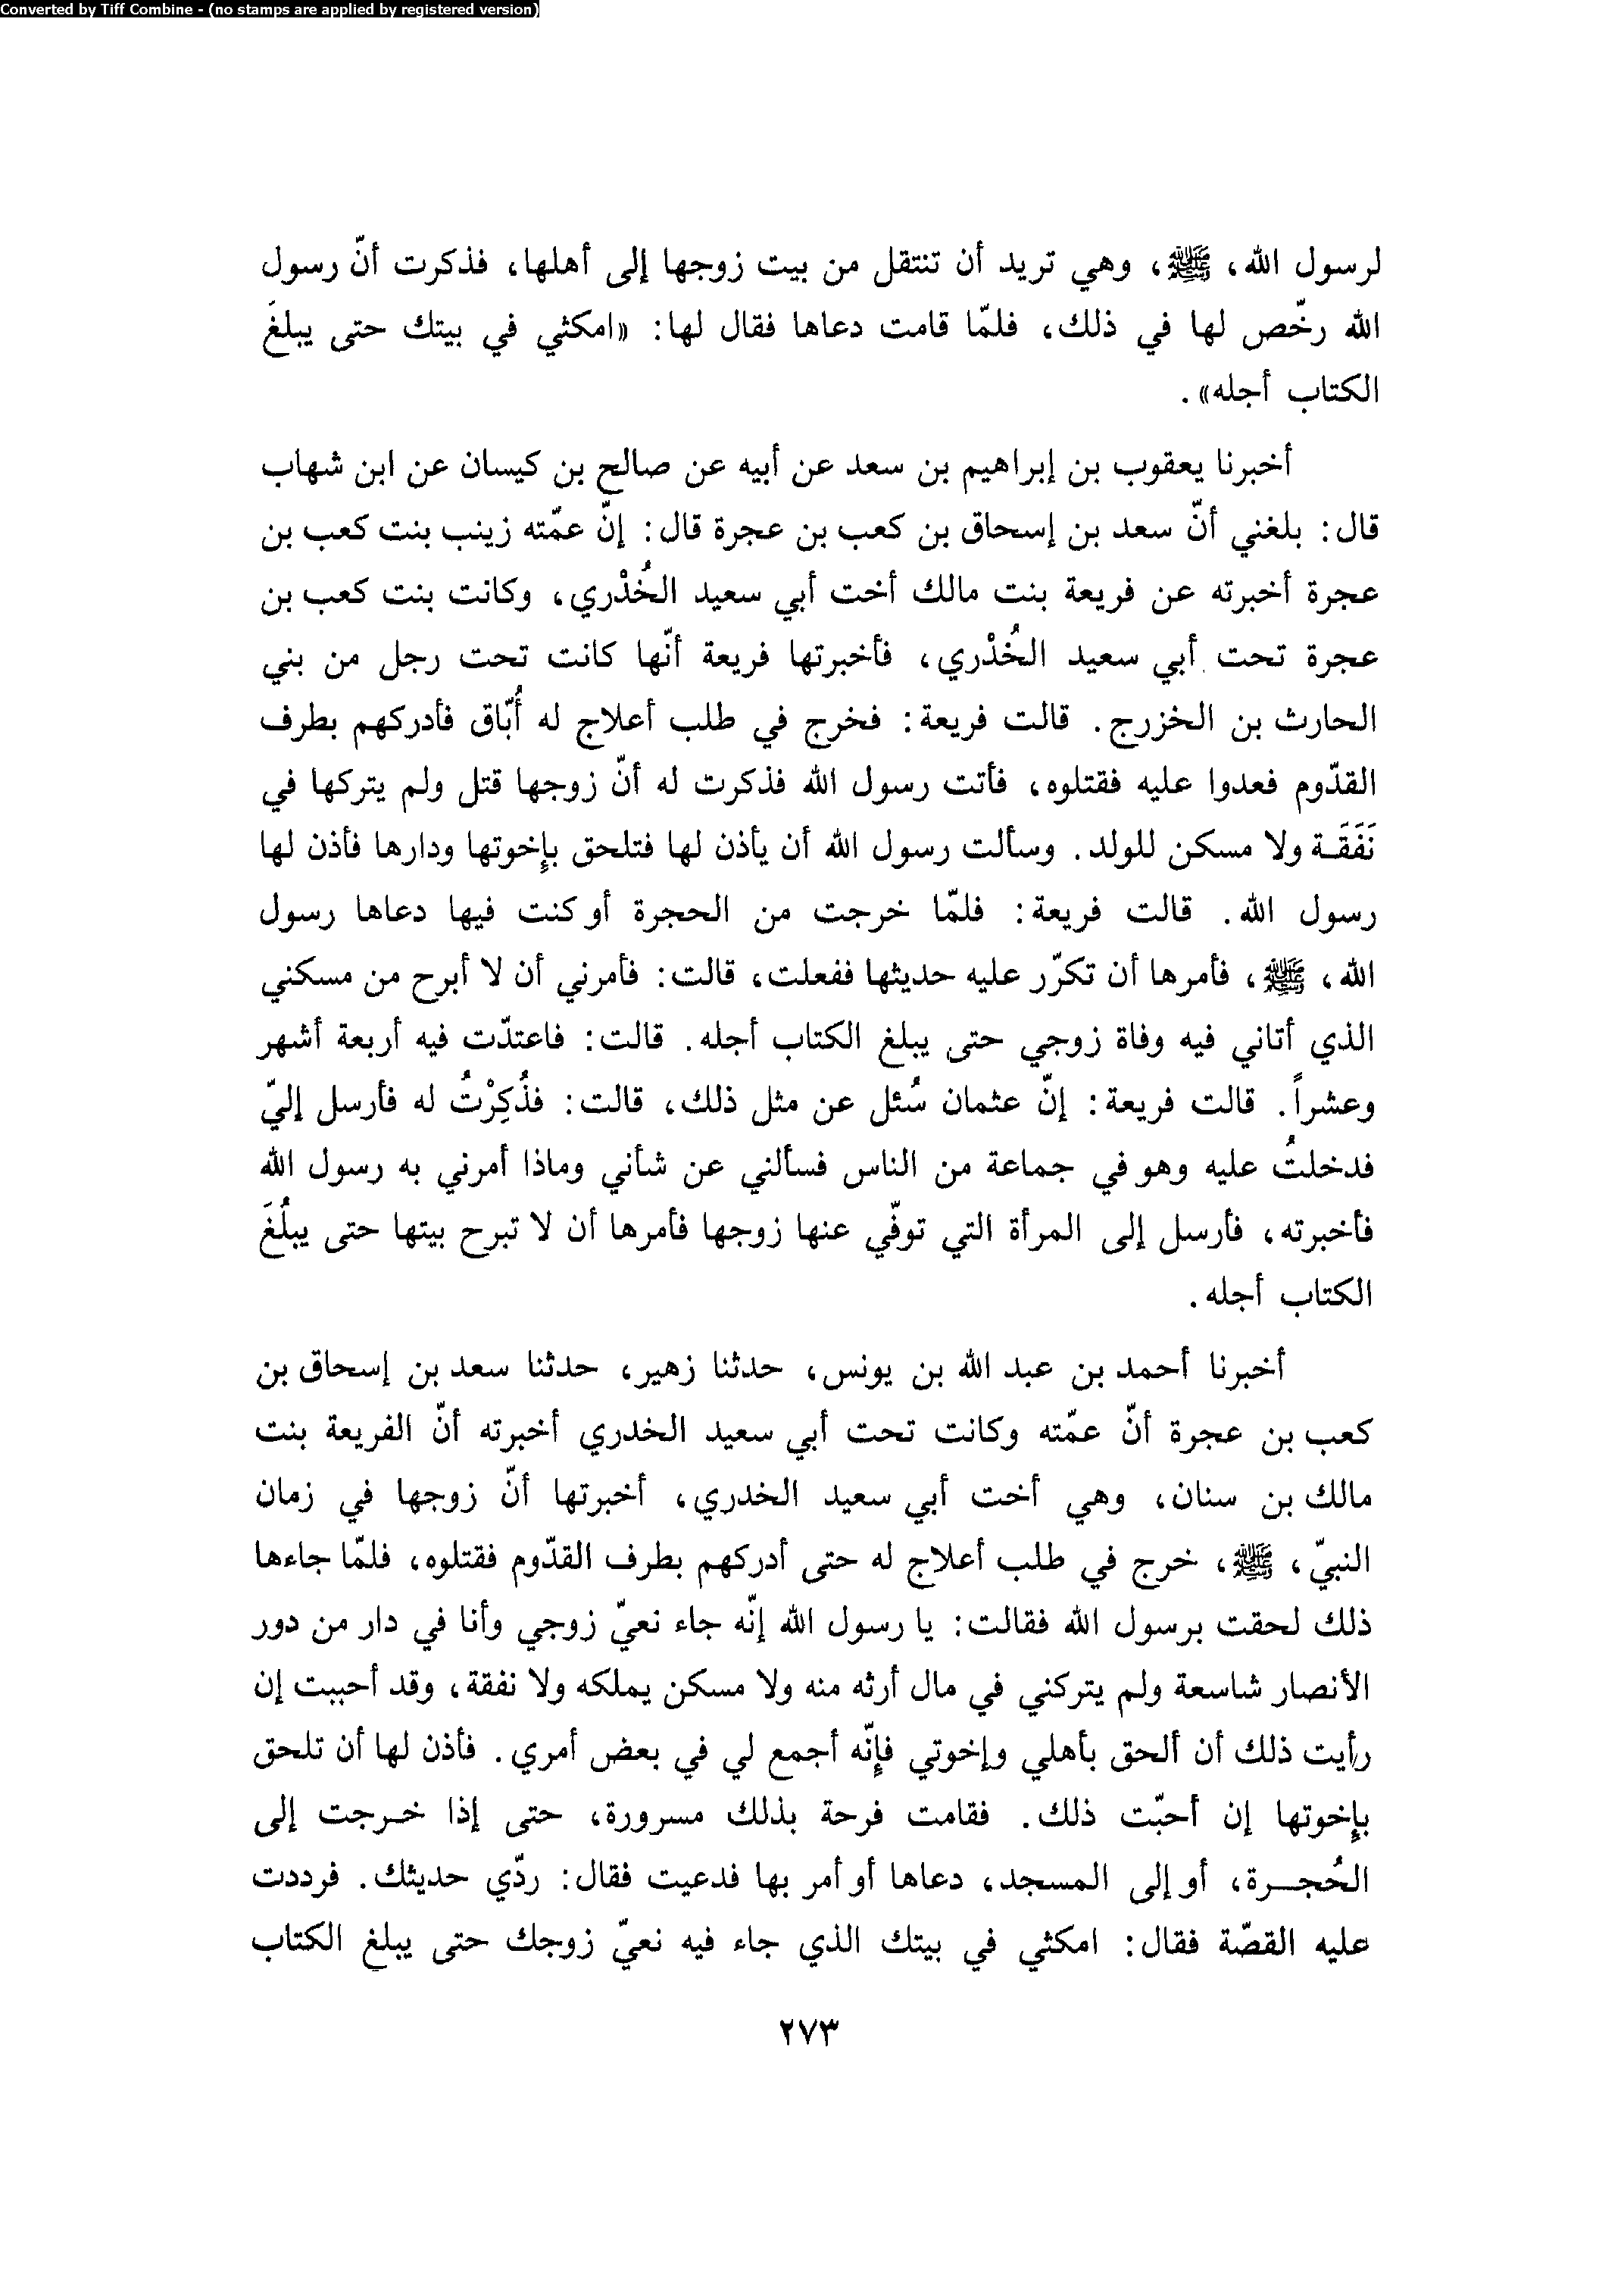 Converted by Tiff Combine - (no stamps are applied by registered version)
لرسول الله، ﷺ، وهي تريد أن تنتقل من بيت زوجها إلى أهلها، فذكرت أنّ رسول
الله رخّص لها في ذلك، فلمّا قامت دعاها فقال لها: «امكثي في بيتك حتى يبلغَ
الكتاب أجله».
أخبرنا يعقوب بن إبراهيم بن سعد عن أبيه عن صالح بن كيسان عن ابن شهاب
قال: بلغني أنّ سعد بن إسحاق بن كعب بن عجرة قال: إنّ عمّته زينب بنت كعب بن
عجرة أخبرته عن فريعة بنت مالك أخت أبي سعيد الخُدْري، وكانت بنت كعب بن
عجرة تحت أبي سعيد الخُدْري، فأخبرتها فريعة أنّها كانت تحت رجل من بني
الحارث بن الخزرج. قالت فريعة: فخرج في طلب أعلاج له أُبّاق فأدركهم بطرف
القدّوم فعدوا عليه فقتلوه، فأتت رسول الله فذكرت له أنّ زوجها قتل ولم يتركها في
نَفَقَة ولا مسكن للولد. وسألت رسول الله أن يأذن لها فتلحق بإخوتها ودارها فأذن لها
رسول الله. قالت فريعة: فلمّا خرجت من الحجرة أو كنت فيها دعاها رسول
الله، ﷺ، فأمرها أن تكرّر عليه حديثها ففعلت، قالت: فأمرني أن لا أبرح من مسكني
الذي أتاني فيه وفاة زوجي حتى يبلغ الكتاب أجله. قالت: فاعتدّت فيه أربعة أشهر
وعشراً. قالت فريعة: إنّ عثمان سُئل عن مثل ذلك، قالت: فذُكِرْتُ له فأرسل إليّ
فدخلتُ عليه وهو في جماعة من الناس فسألني عن شأني وماذا أمرني به رسول الله
فأخبرته، فأرسل إلى المرأة التي توفّي عنها زوجها فأمرها أن لا تبرح بيتها حتى يبلُغَ
الكتاب أجله.
أخبرنا أحمد بن عبد الله بن يونس، حدثنا زهير، حدثنا سعد بن إسحاق بن
كعب بن عجرة أنّ عمّته وكانت تحت أبي سعيد الخدري أخبرته أنّ الفريعة بنت
مالك بن سنان، وهي أخت أبي سعيد الخدري، أخبرتها أنّ زوجها في زمان
النبيّ، ﷺ، خرج في طلب أعلاج له حتى أدركهم بطرف القدّوم فقتلوه، فلمّا جاءها
ذلك لحقت برسول الله فقالت: يا رسول الله إنّه جاء نعيّ زوجي وأنا في دار من دور
الأنصار شاسعة ولم يتركني في مال أرثه منه ولا مسكن يملكه ولا نفقة، وقد أحببت إن
رأيت ذلك أن ألحق بأهلي وإخوتي فإنّه أجمع لي في بعض أمري. فأذن لها أن تلحق
بإخوتها إن أحبّت ذلك. فقامت فرحة بذلك مسرورة، حتى إذا خرجت إلى
الحُجرة، أو إلى المسجد، دعاها أو أمر بها فدعيت فقال: ردّي حديثك. فرددت
عليه القصّة فقال: امكثي في بيتك الذي جاء فيه نعيّ زوجك حتى يبلغ الكتاب
٢٧٣